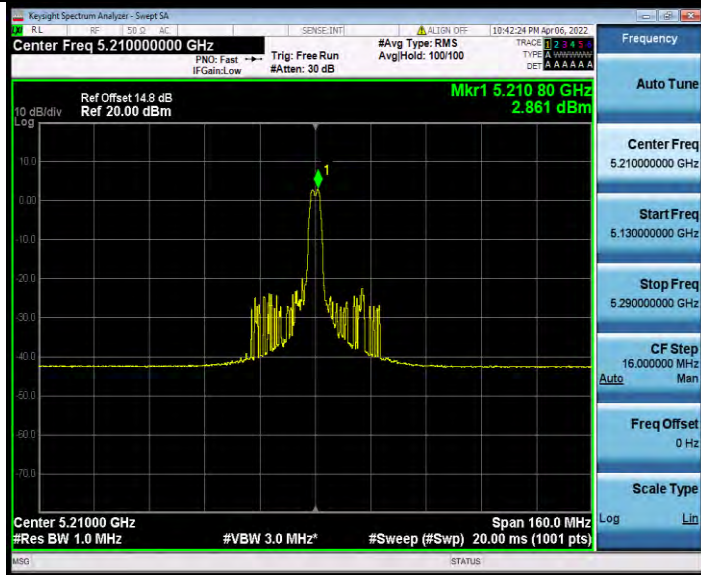 Keysight Spectrum Analyzer - Swept SA
RL RF 50 Ω AC SENSE:INT ALIGN OFF 10:42:24 PM Apr 06, 2022
Center Freq 5.210000000 GHz
PNO: Fast
IFGain:Low
Trig: Free Run
#Atten: 30 dB
#Avg Type: RMS
Avg|Hold: 100/100
TRACE 1 2 3 4 5 6
TYPE A WWWWW
DET A A A A A A
Ref Offset 14.8 dB
Ref 20.00 dBm
10 dB/div
Log
Mkr1 5.210 80 GHz
2.861 dBm
1
10.0
0.00
-10.0
-20.0
-30.0
-40.0
-50.0
-60.0
-70.0
Center 5.21000 GHz
Span 160.0 MHz
#Res BW 1.0 MHz
#VBW 3.0 MHz*
#Sweep (#Swp) 20.00 ms (1001 pts)
MSG
STATUS
Frequency
Auto Tune
Center Freq
5.210000000 GHz
Start Freq
5.130000000 GHz
Stop Freq
5.290000000 GHz
CF Step
16.000000 MHz
Auto Man
Freq Offset
0 Hz
Scale Type
Log Lin